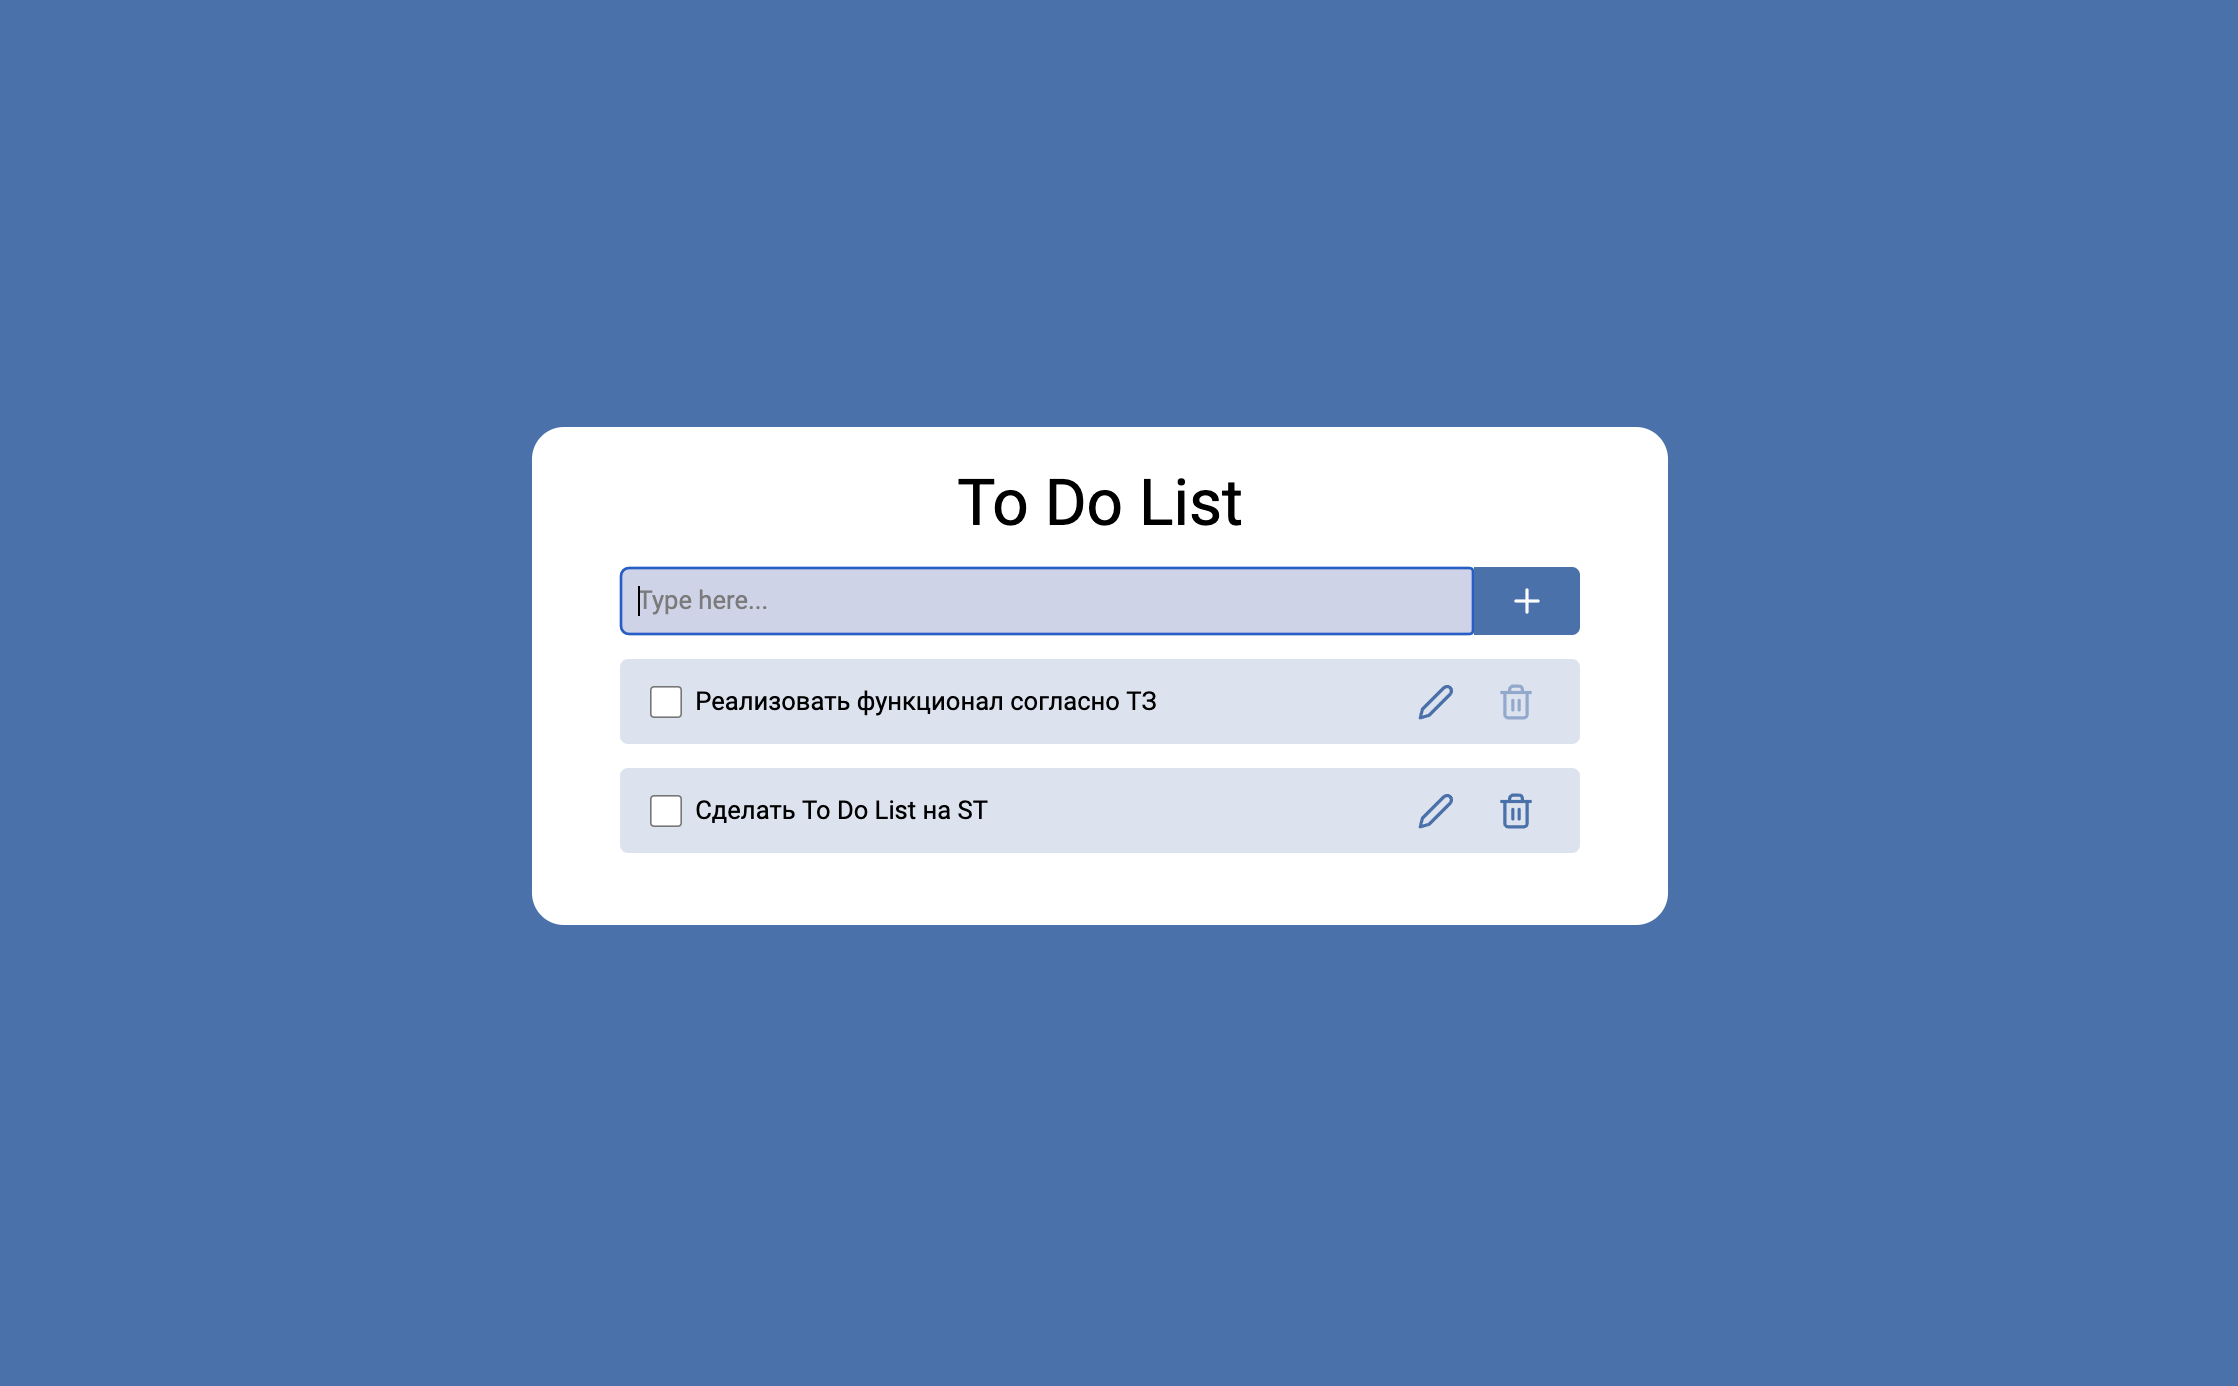 To Do List
Type here...
Реализовать функционал согласно ТЗ
Сделать To Do List на ST